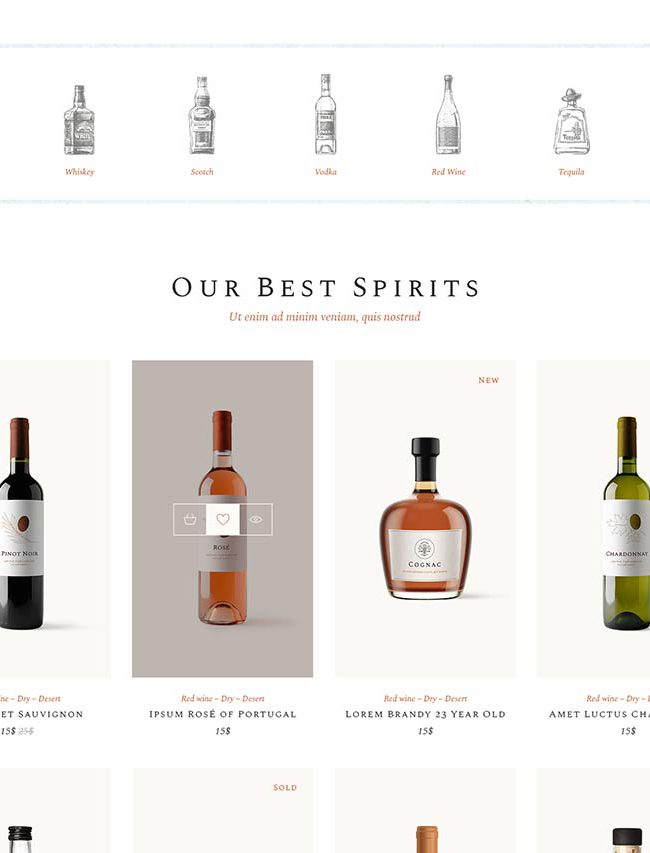 Whiskey
Scotch
Vodka
Red Wine
Tequila
Our Best Spirits
Ut enim ad minim veniam, quis nostrud
New
Pinot Noir
Rosé
Cognac
Chardonnay
ne – Dry – Desert
Red wine – Dry – Desert
Red wine – Dry – Desert
Red wine – Dry –
et Sauvignon
Ipsum Rosé of Portugal
Lorem Brandy 23 Year Old
Amet Luctus Cha
15$ 25$
15$
15$
15$
Sold